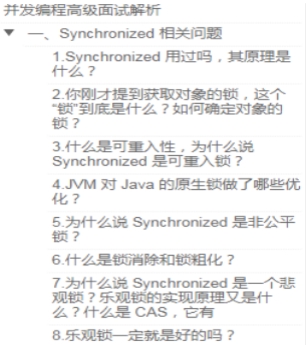 并发编程高级面试解析
一、Synchronized 相关问题
1.Synchronized 用过吗，其原理是
什么？
2.你刚才提到获取对象的锁，这个
“锁”到底是什么？如何确定对象的
锁？
3.什么是可重入性，为什么说
Synchronized 是可重入锁？
4.JVM 对 Java 的原生锁做了哪些优
化？
5.为什么说 Synchronized 是非公平
锁？
6.什么是锁消除和锁粗化？
7.为什么说 Synchronized 是一个悲
观锁？乐观锁的实现原理又是什
么？什么是 CAS，它有
8.乐观锁一定就是好的吗？